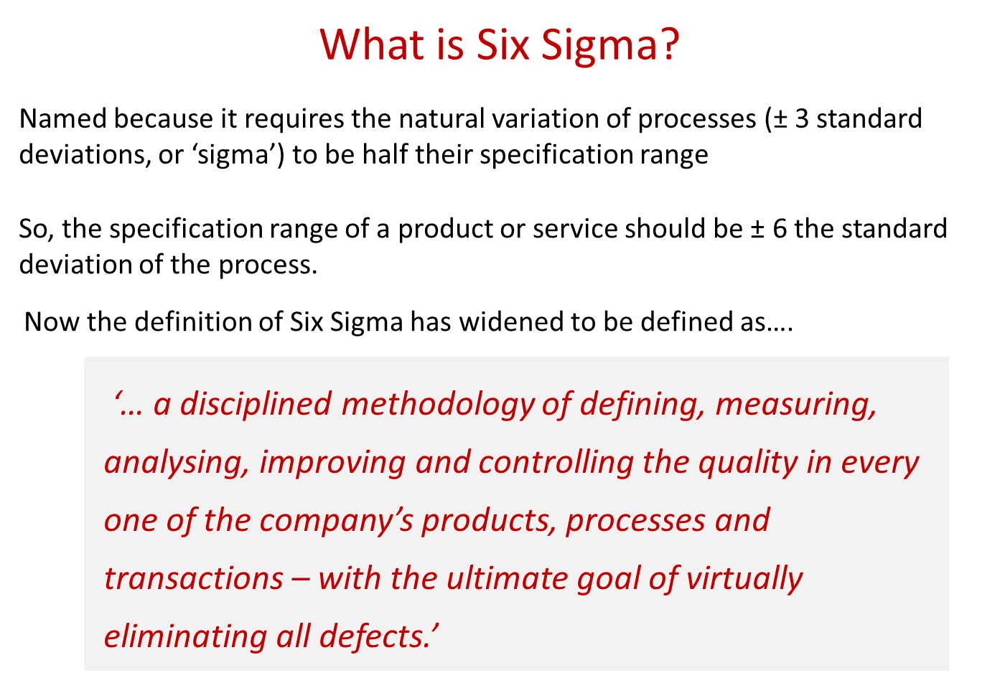 What is Six Sigma?
Named because it requires the natural variation of processes (± 3 standard
deviations, or ‘sigma’) to be half their specification range
So, the specification range of a product or service should be ± 6 the standard
deviation of the process.
Now the definition of Six Sigma has widened to be defined as….
‘… a disciplined methodology of defining, measuring,
analysing, improving and controlling the quality in every
one of the company’s products, processes and
transactions – with the ultimate goal of virtually
eliminating all defects.’